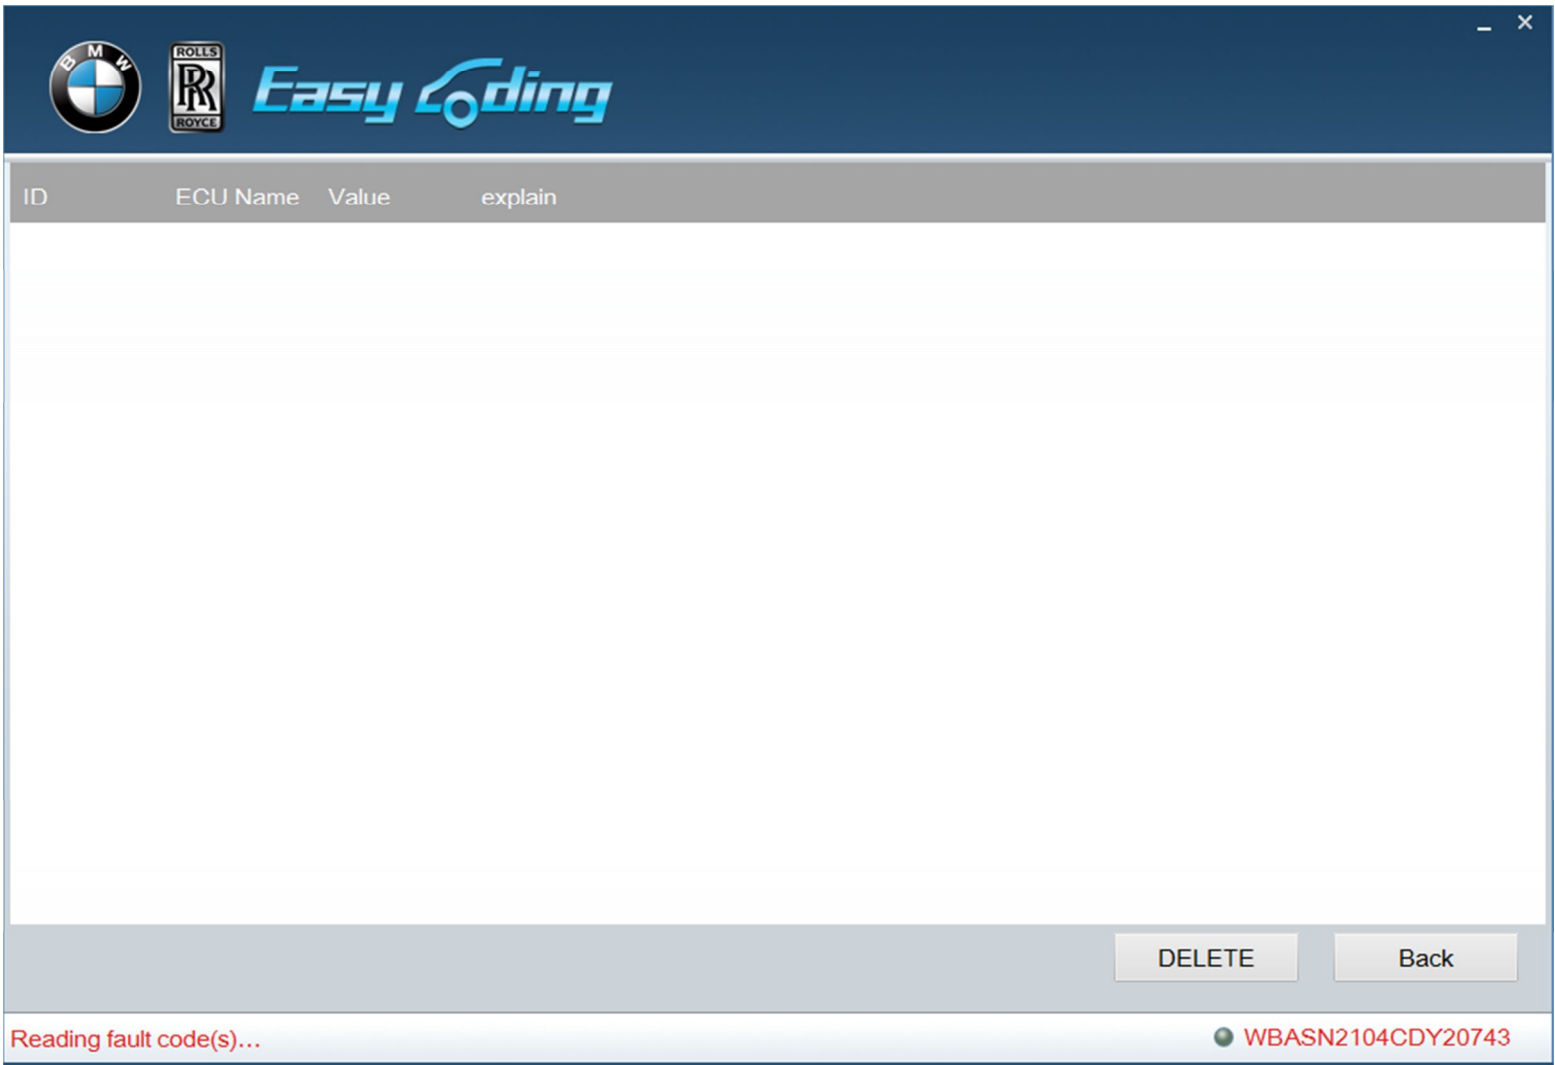 BMW
ROLLS
RR
ROYCE
Easy Coding
ID ECU Name Value explain
DELETE Back
Reading fault code(s)... WBASN2104CDY20743